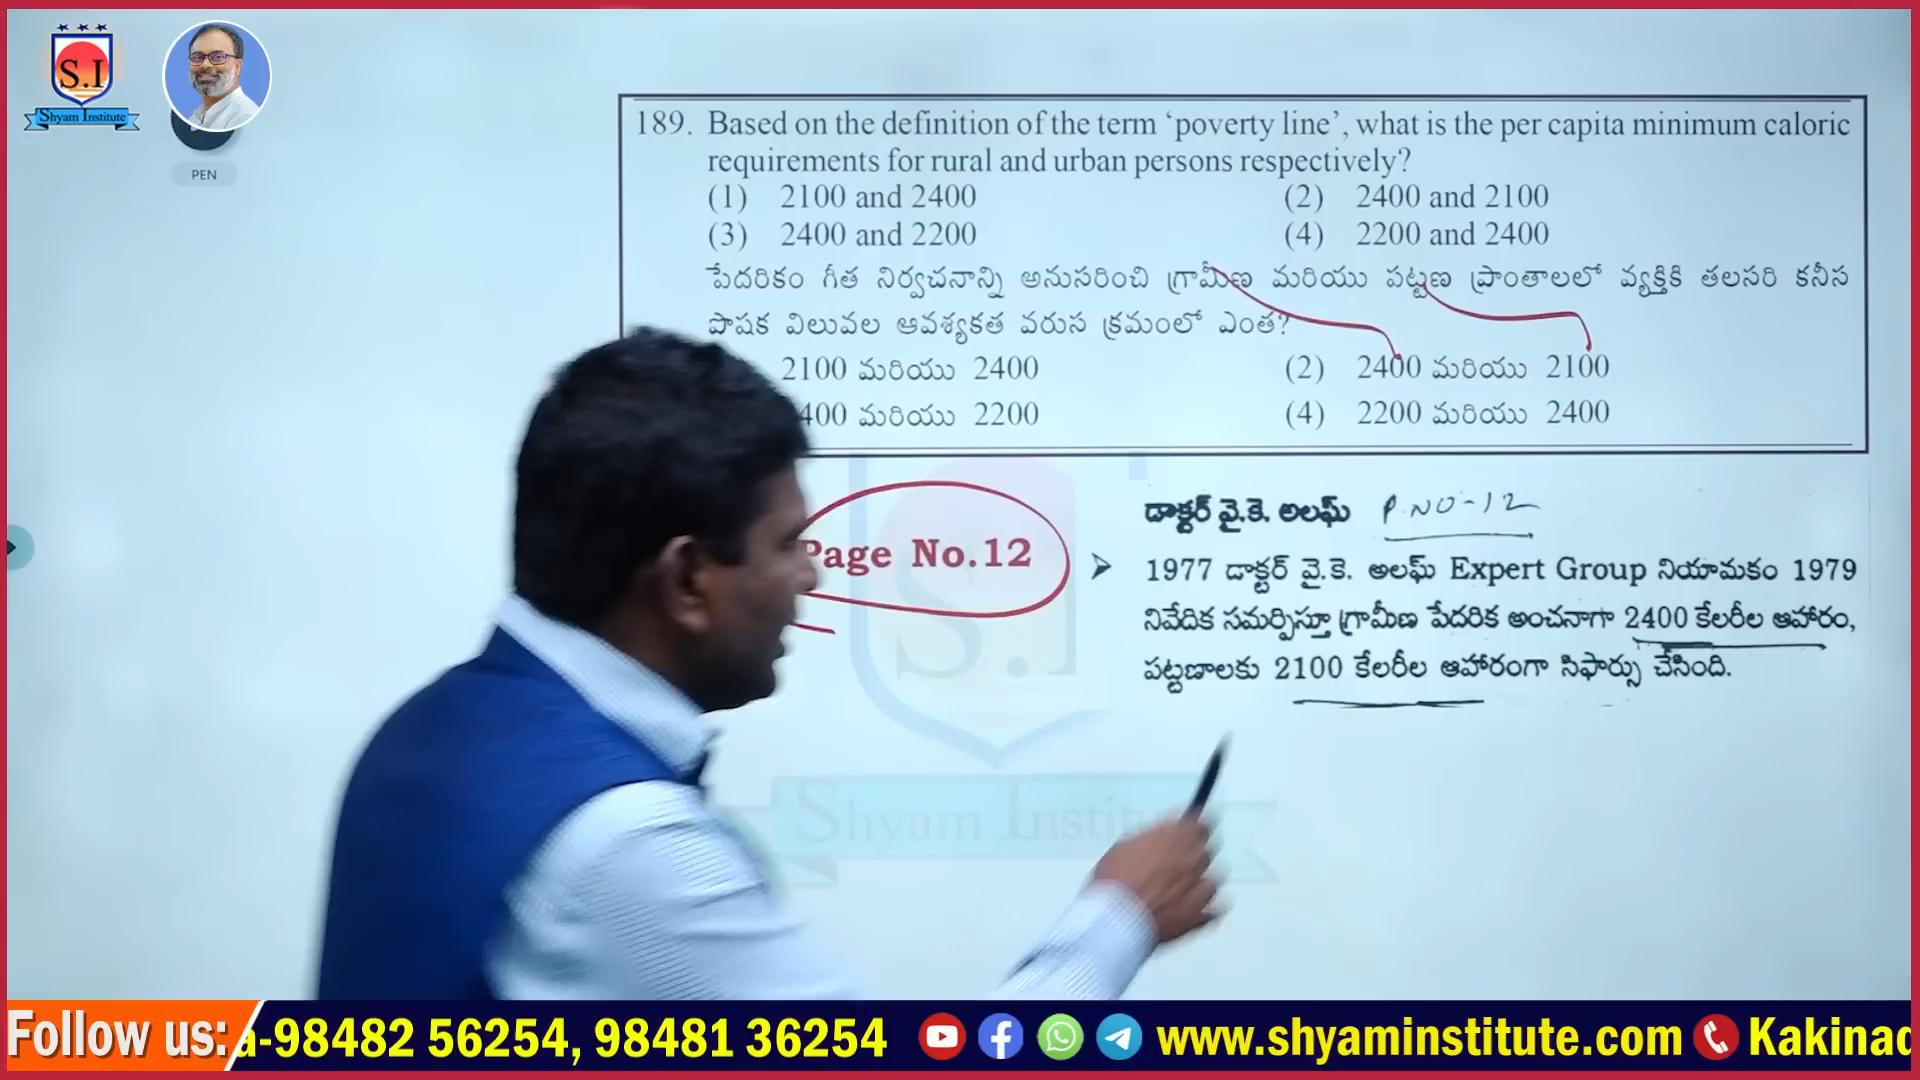 S.I
Shyam Institute
PEN
189. Based on the definition of the term ‘poverty line’, what is the per capita minimum caloric
requirements for rural and urban persons respectively?
(1) 2100 and 2400 (2) 2400 and 2100
(3) 2400 and 2200 (4) 2200 and 2400
పేదరికం గీత నిర్వచనాన్ని అనుసరించి గ్రామీణ మరియు పట్టణ ప్రాంతాలలో వ్యక్తికి తలసరి కనీస
పోషక విలువల ఆవశ్యకత వరుస క్రమంలో ఎంత?
2100 మరియు 2400 (2) 2400 మరియు 2100
400 మరియు 2200 (4) 2200 మరియు 2400
Page No.12
డాక్టర్ వై.కె. అలఘ్ P.NO-12
➤ 1977 డాక్టర్ వై.కె. అలఘ్ Expert Group నియామకం 1979
నివేదిక సమర్పిస్తూ గ్రామీణ పేదరిక అంచనాగా 2400 కేలరీల ఆహారం,
పట్టణాలకు 2100 కేలరీల ఆహారంగా సిఫార్సు చేసింది.
S.I
Shyam Institu
Follow us: a-98482 56254, 98481 36254 www.shyaminstitute.com Kakinad